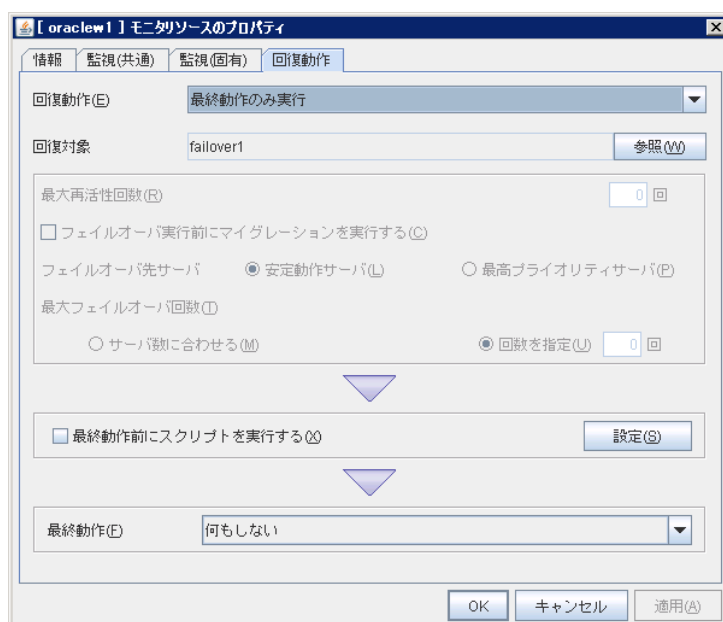 [ oraclew1 ] モニタリソースのプロパティ
情報 監視(共通) 監視(固有) 回復動作
回復動作(E) 最終動作のみ実行
回復対象 failover1 参照(W)
最大再活性回数(R) 0 回
フェイルオーバ実行前にマイグレーションを実行する(C)
フェイルオーバ先サーバ 安定動作サーバ(L) 最高プライオリティサーバ(P)
最大フェイルオーバ回数(T)
サーバ数に合わせる(M) 回数を指定(U) 0 回
最終動作前にスクリプトを実行する(X) 設定(S)
最終動作(F) 何もしない
OK キャンセル 適用(A)